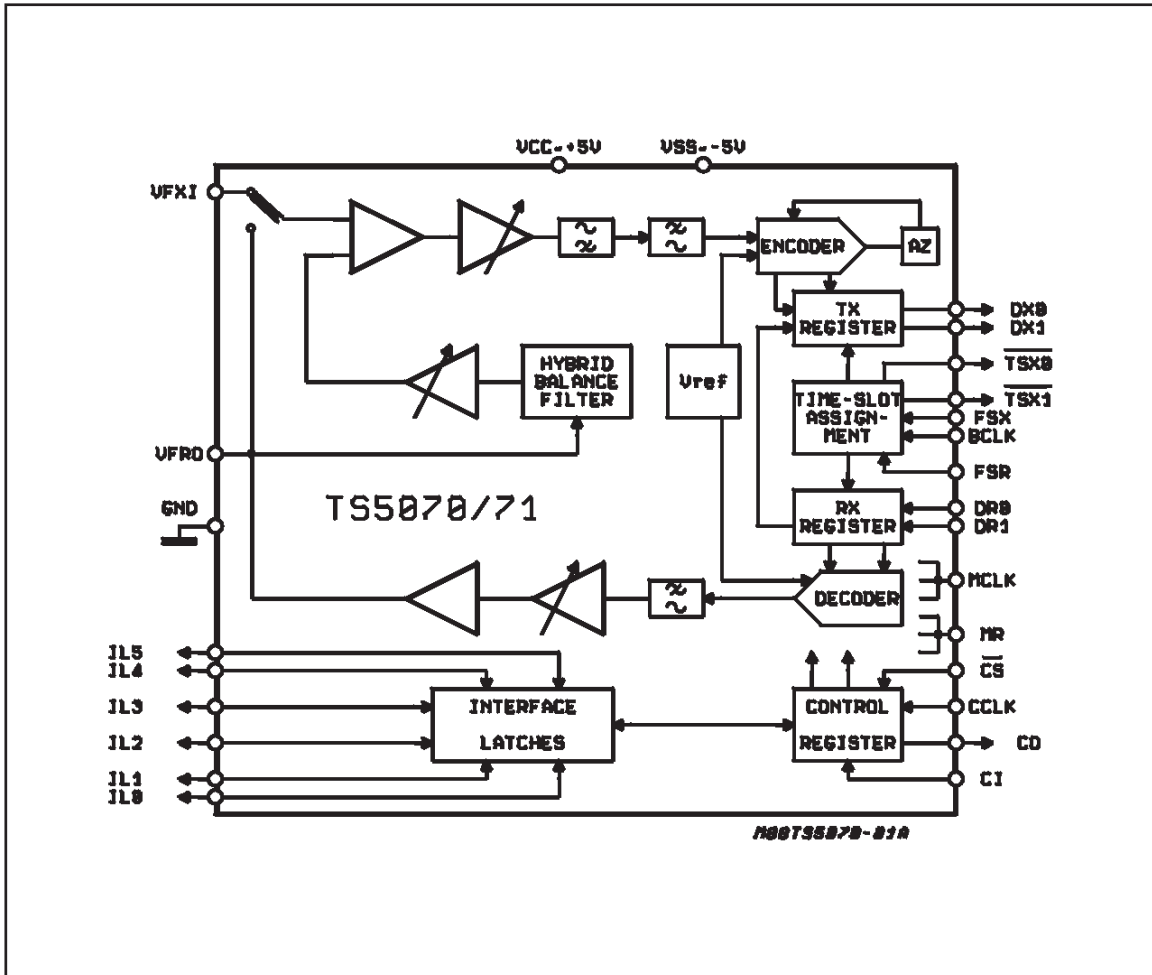 VCC=+5V VSS=-5V
VFXI
ENCODER
AZ
TX
REGISTER
DX0
DX1
TSX0
HYBRID
BALANCE
FILTER
Vref
TIME-SLOT
ASSIGN-
MENT
TSX1
FSX
BCLK
VFRO
FSR
GND
TS5070/71
RX
REGISTER
DR0
DR1
DECODER
MCLK
MR
IL5
IL4
IL3
IL2
IL1
IL0
INTERFACE
LATCHES
CONTROL
REGISTER
CS
CCLK
CO
CI
M88TS5070-01A